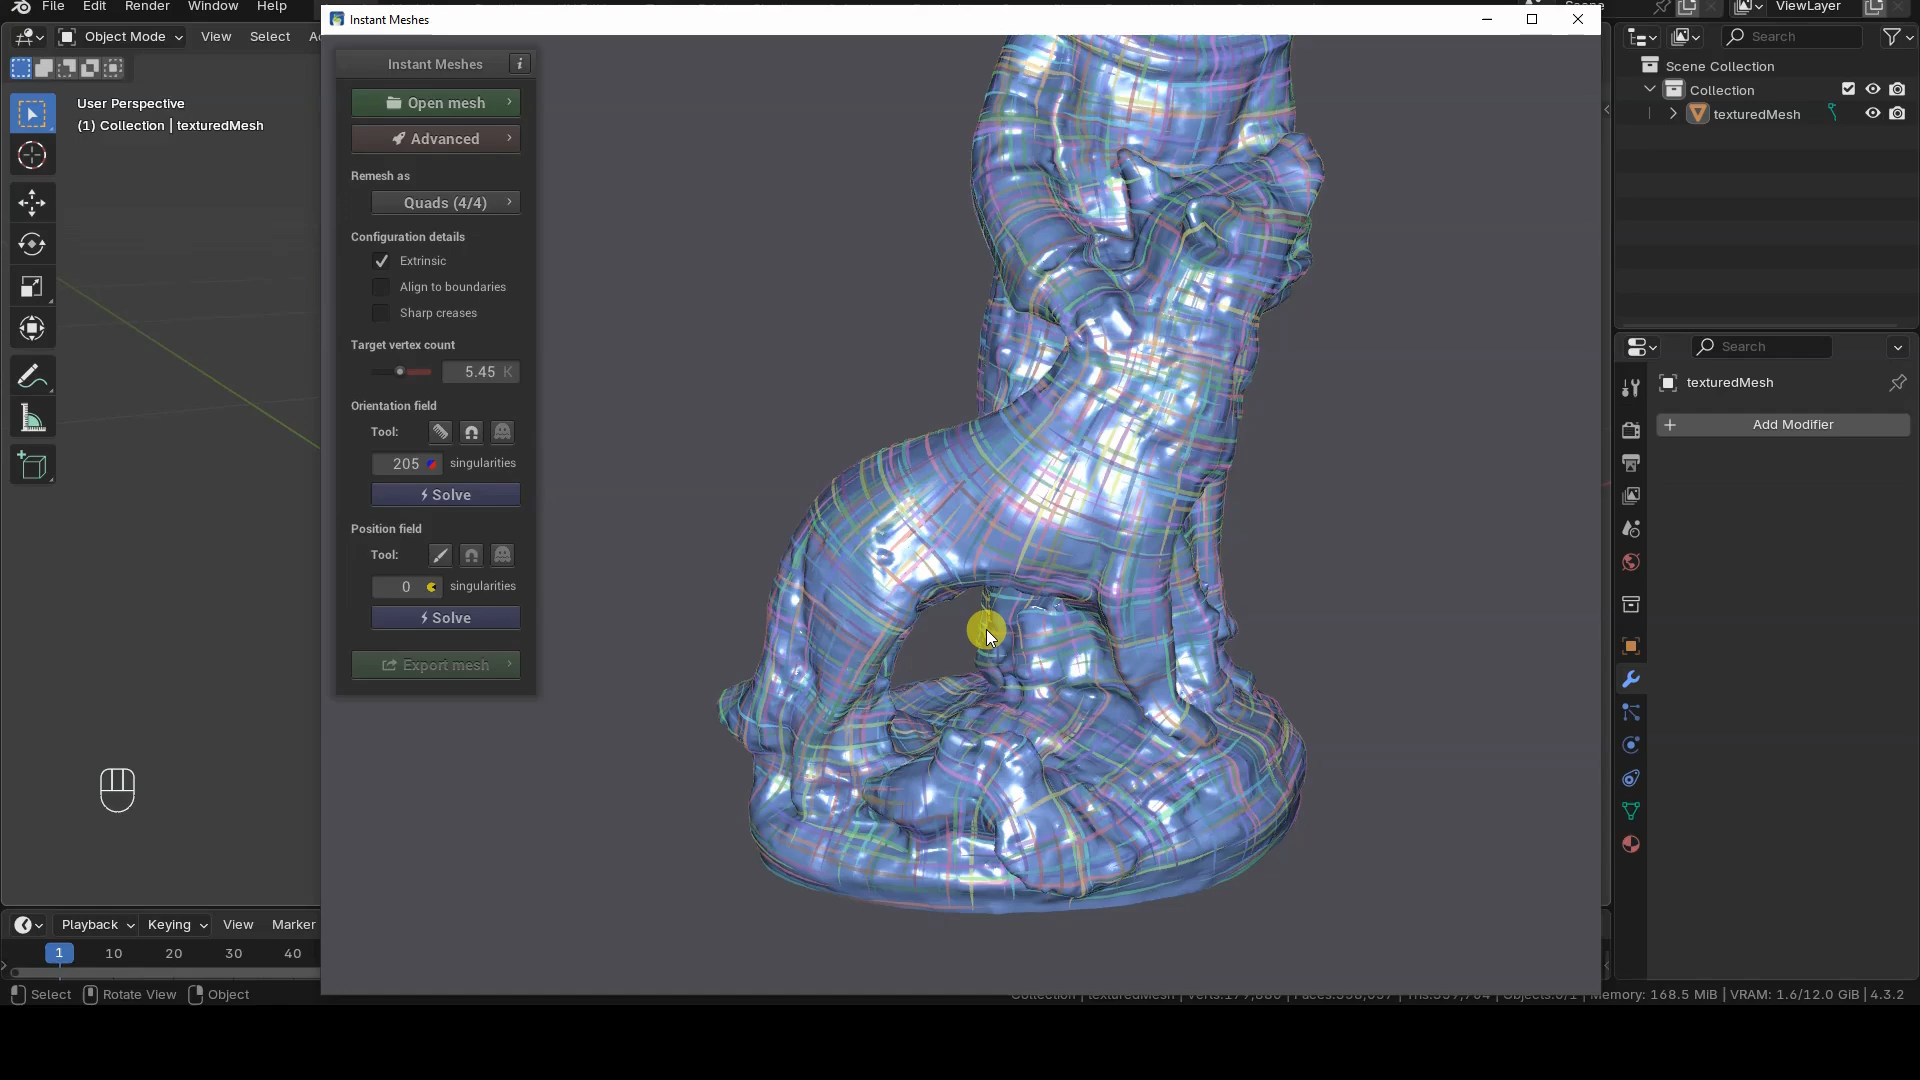 File Edit Render Window Help
Instant Meshes
Scene
ViewLayer
Object Mode View Select
Search
User Perspective
(1) Collection | texturedMesh
Instant Meshes i
Open mesh
Advanced
Remesh as
Quads (4/4)
Configuration details
Extrinsic
Align to boundaries
Sharp creases
Target vertex count
5.45 K
Orientation field
Tool:
205 singularities
Solve
Position field
Tool:
0 singularities
Solve
Export mesh
Scene Collection
Collection
texturedMesh
Search
texturedMesh
Add Modifier
Playback Keying View Marker
1 10 20 30 40
Select Rotate View Object
Memory: 168.5 MiB | VRAM: 1.6/12.0 GiB | 4.3.2